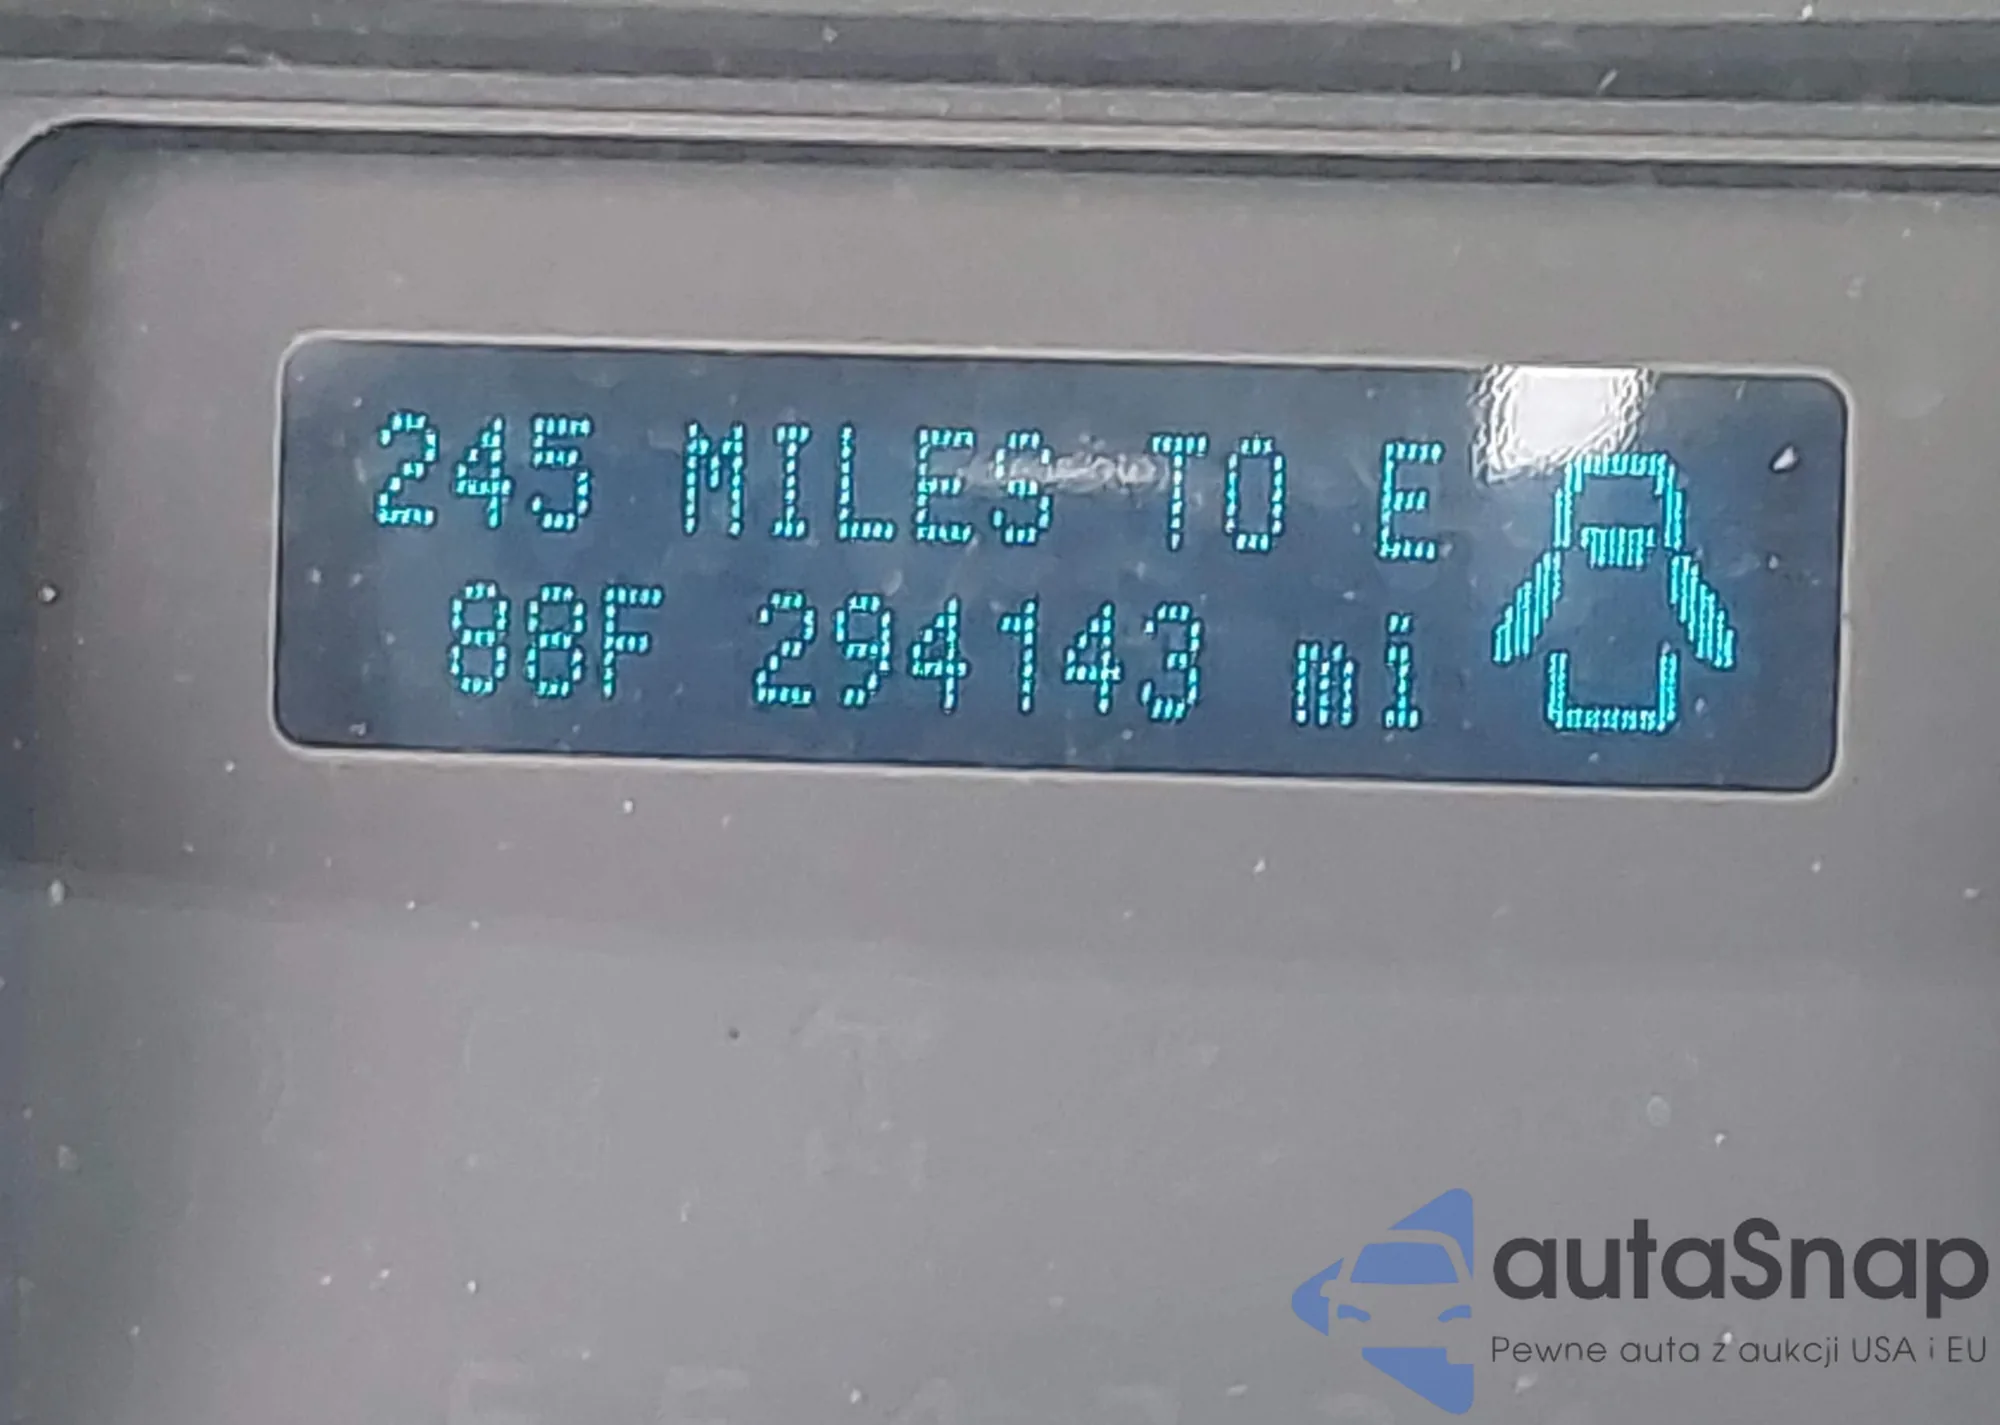 245 MILES TO E
88F 294143 mi
autaSnap
Pewne auta z aukcji USA i EU